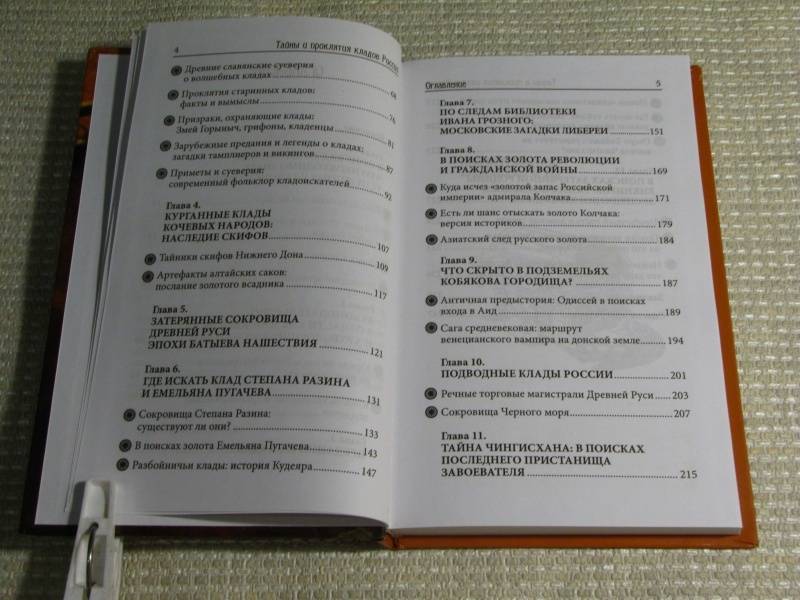 4
Тайны и проклятия кладов России
Древние славянские суеверия
о волшебных кладах 68
Проклятия старинных кладов:
факты и вымыслы 76
Призраки, охраняющие клады:
Змей Горыныч, грифоны, кладенцы 81
Зарубежные предания и легенды о кладах:
загадки тамплиеров и викингов 87
Приметы и суеверия:
современный фольклор кладоискателей 92
Глава 4.
КУРГАННЫЕ КЛАДЫ
КОЧЕВЫХ НАРОДОВ:
НАСЛЕДИЕ СКИФОВ 107
Тайники скифов Нижнего Дона 109
Артефакты алтайских саков:
послание золотого всадника 117
Глава 5.
ЗАТЕРЯННЫЕ СОКРОВИЩА
ДРЕВНЕЙ РУСИ
ЭПОХИ БАТЫЕВА НАШЕСТВИЯ 121
Глава 6.
ГДЕ ИСКАТЬ КЛАД СТЕПАНА РАЗИНА
И ЕМЕЛЬЯНА ПУГАЧЕВА 131
Сокровища Степана Разина:
существуют ли они? 133
В поисках золота Емельяна Пугачева 143
Разбойничьи клады: история Кудеяра 147
Оглавление 5
Глава 7.
ПО СЛЕДАМ БИБЛИОТЕКИ
ИВАНА ГРОЗНОГО:
МОСКОВСКИЕ ЗАГАДКИ ЛИБЕРЕИ 151
Глава 8.
В ПОИСКАХ ЗОЛОТА РЕВОЛЮЦИИ
И ГРАЖДАНСКОЙ ВОЙНЫ 169
Куда исчез «золотой запас Российской
империи» адмирала Колчака 171
Есть ли шанс отыскать золото Колчака:
версия историков 179
Азиатский след русского золота 184
Глава 9.
ЧТО СКРЫТО В ПОДЗЕМЕЛЬЯХ
КОБЯКОВА ГОРОДИЩА? 187
Античная предыстория: Одиссей в поисках
входа в Аид 189
Сага средневековая: маршрут
венецианского вампира на донской земле 194
Глава 10.
ПОДВОДНЫЕ КЛАДЫ РОССИИ 201
Речные торговые магистрали Древней Руси 203
Сокровища Черного моря 207
Глава 11.
ТАЙНА ЧИНГИСХАНА: В ПОИСКАХ
ПОСЛЕДНЕГО ПРИСТАНИЩА
ЗАВОЕВАТЕЛЯ 215